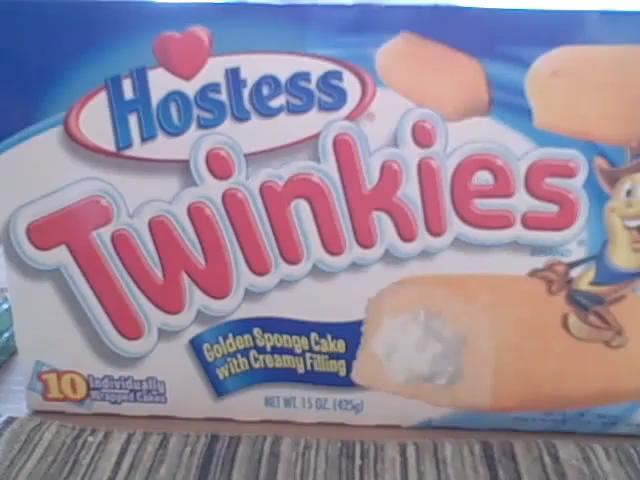 Hostess
Twinkies
Golden Sponge Cake
with Creamy Filling
10 Individually
Wrapped Cakes
NET WT. 15 OZ. (425g)